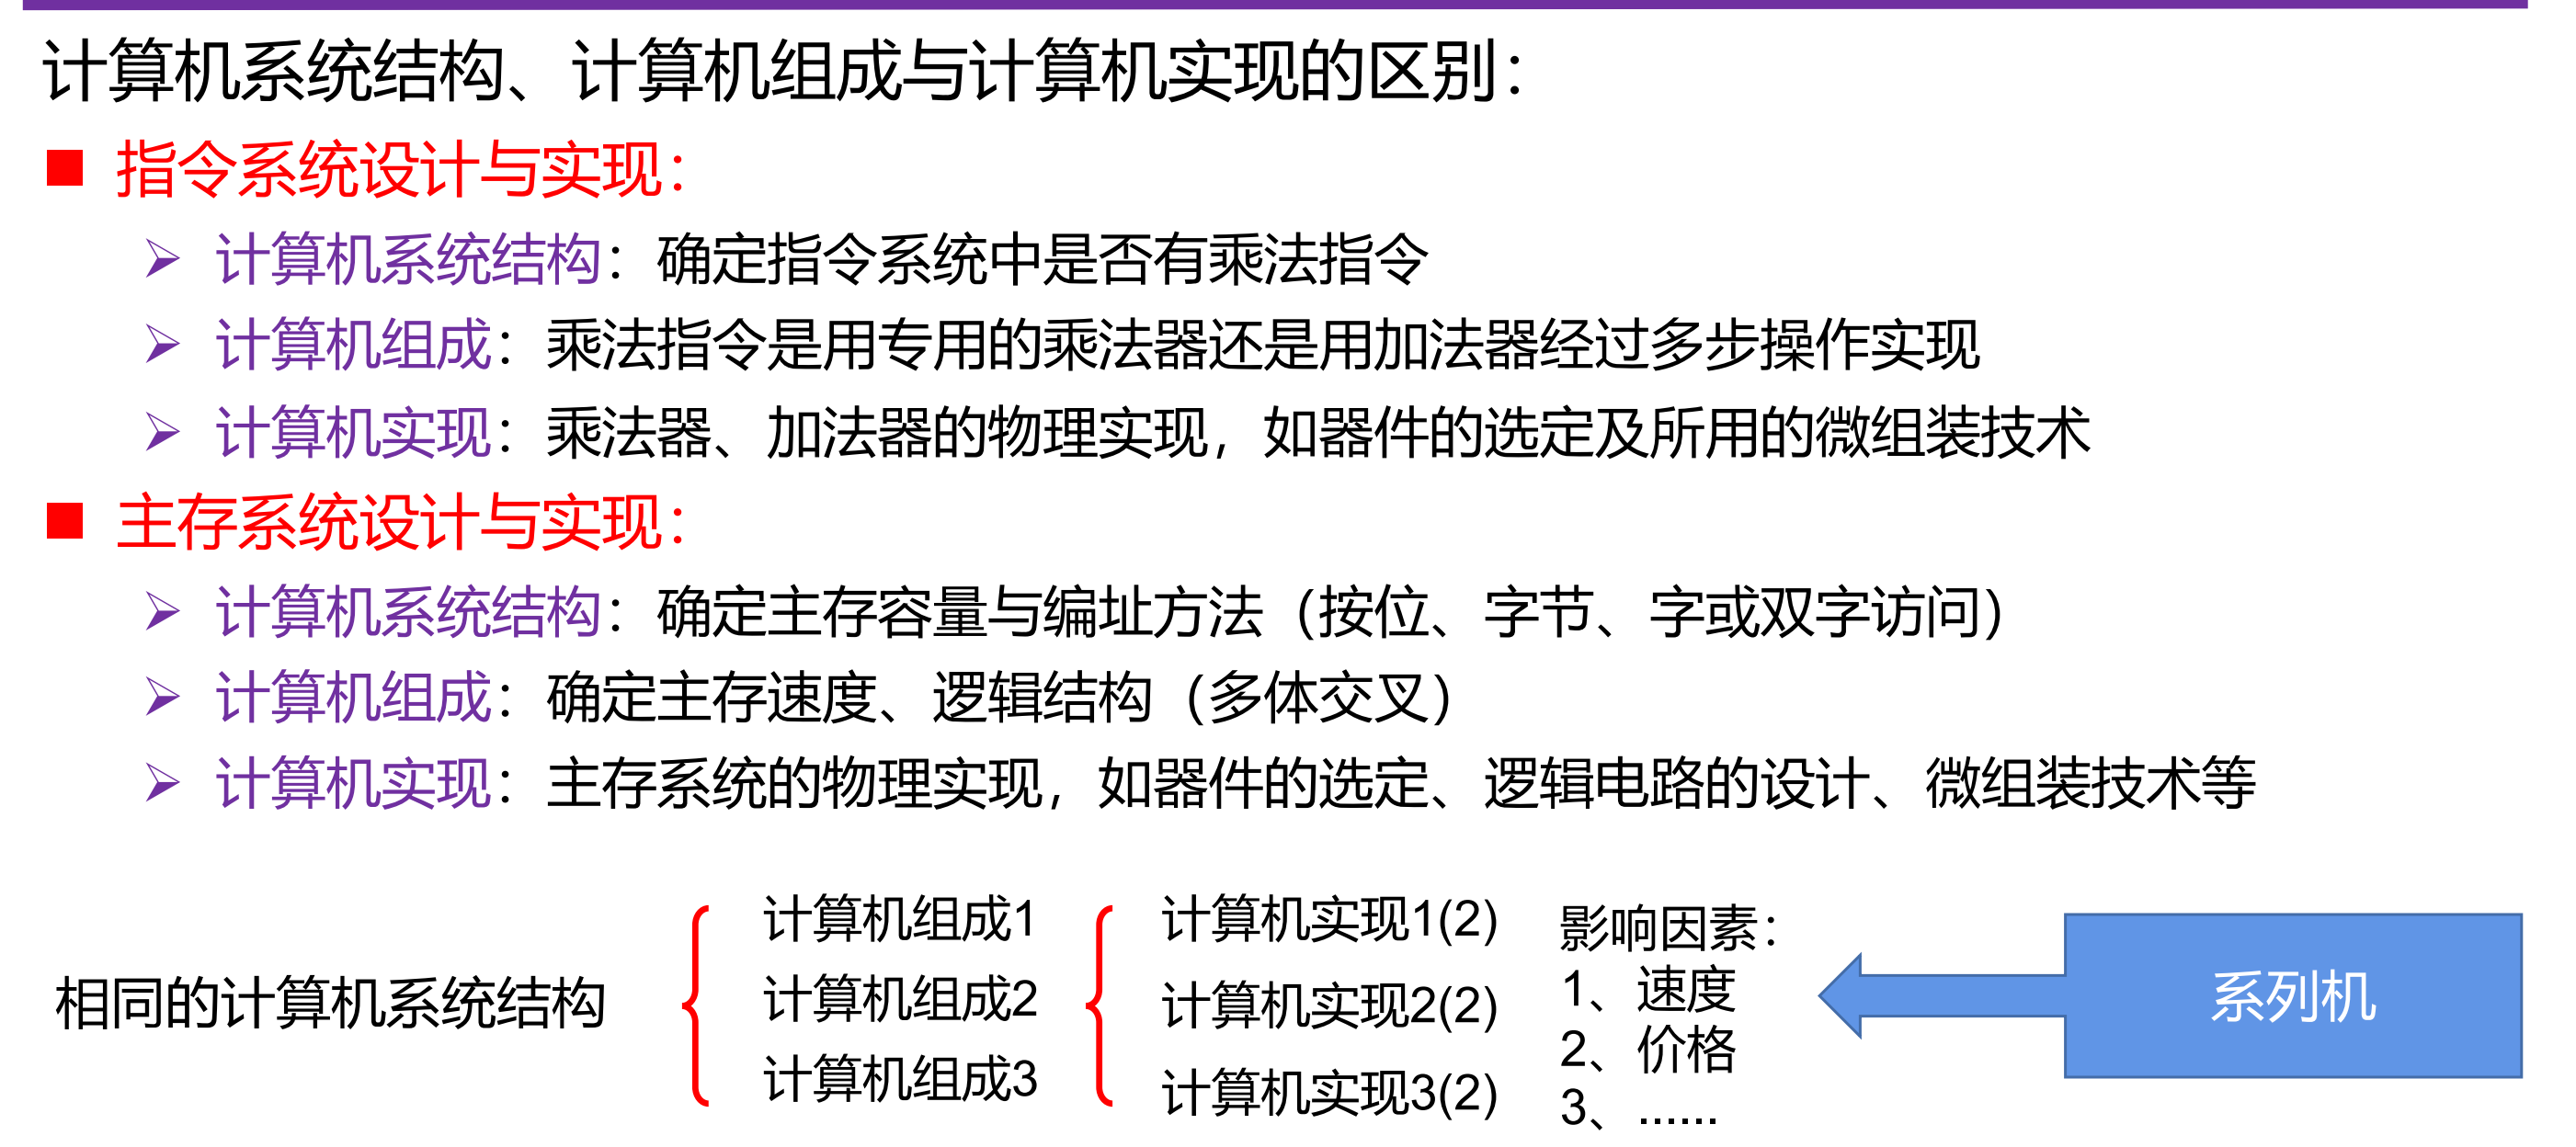 计算机系统结构、计算机组成与计算机实现的区别：
指令系统设计与实现：
计算机系统结构：确定指令系统中是否有乘法指令
计算机组成：乘法指令是用专用的乘法器还是用加法器经过多步操作实现
计算机实现：乘法器、加法器的物理实现，如器件的选定及所用的微组装技术
主存系统设计与实现：
计算机系统结构：确定主存容量与编址方法（按位、字节、字或双字访问）
计算机组成：确定主存速度、逻辑结构（多体交叉）
计算机实现：主存系统的物理实现，如器件的选定、逻辑电路的设计、微组装技术等
相同的计算机系统结构
计算机组成1
计算机组成2
计算机组成3
计算机实现1(2)
计算机实现2(2)
计算机实现3(2)
影响因素：
1、速度
2、价格
3、......
系列机